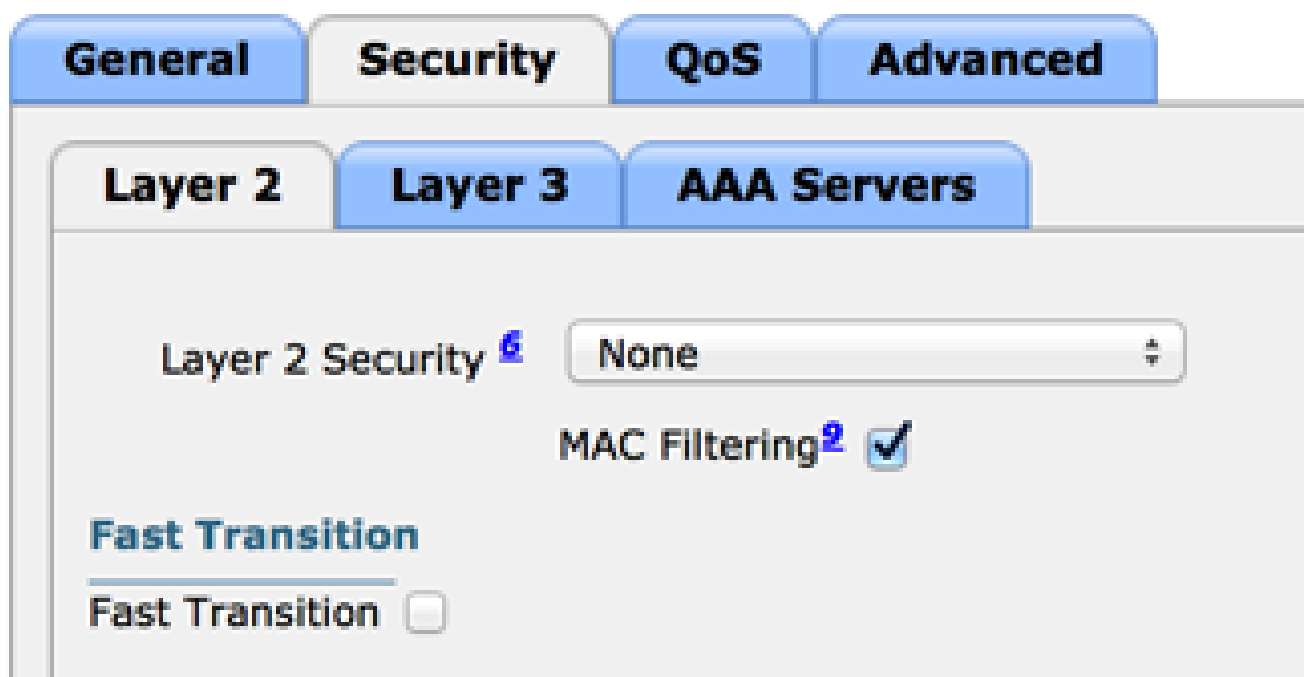 General Security QoS Advanced
Layer 2 Layer 3 AAA Servers
Layer 2 Security 6 None
MAC Filtering 9
Fast Transition
Fast Transition